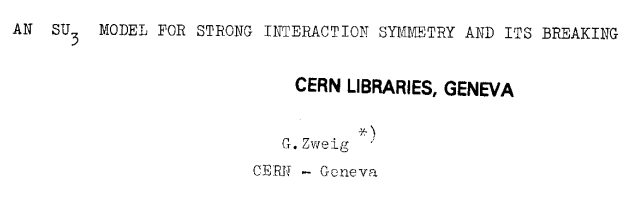 AN SU3 MODEL FOR STRONG INTERACTION SYMMETRY AND ITS BREAKING
CERN LIBRARIES, GENEVA
G.Zweig *)
CERN - Geneva